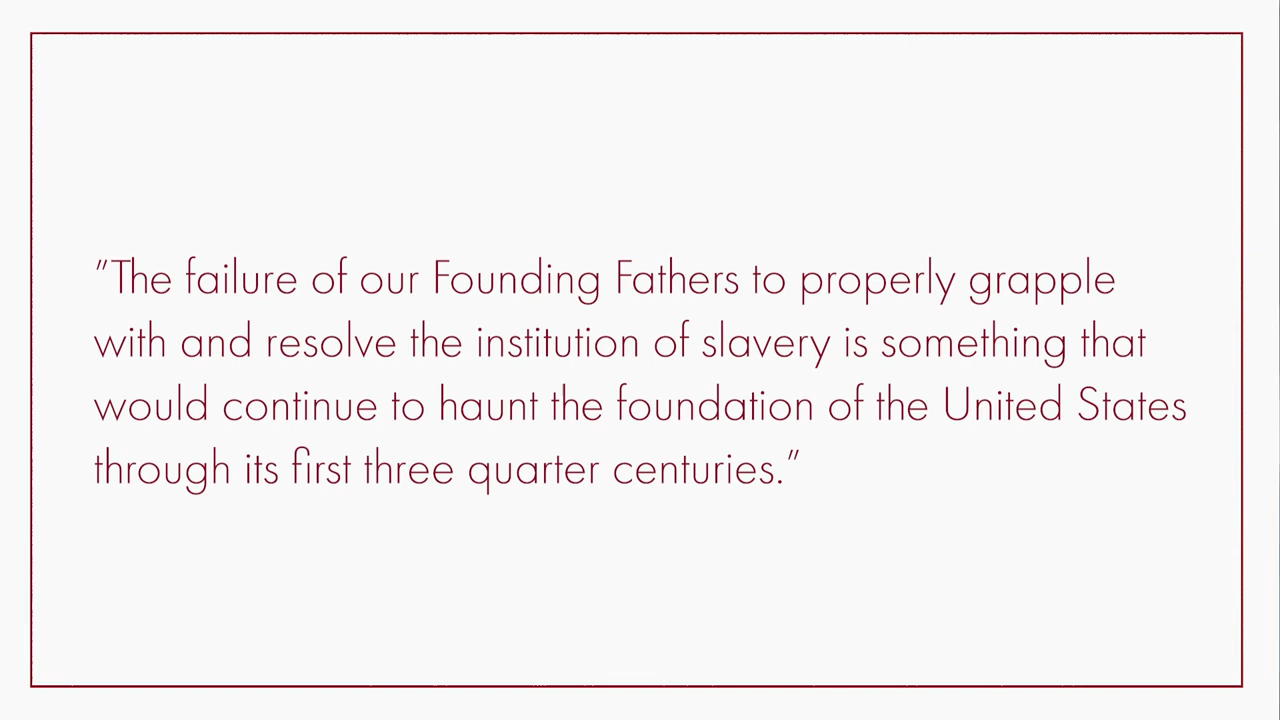 "The failure of our Founding Fathers to properly grapple
with and resolve the institution of slavery is something that
would continue to haunt the foundation of the United States
through its first three quarter centuries."